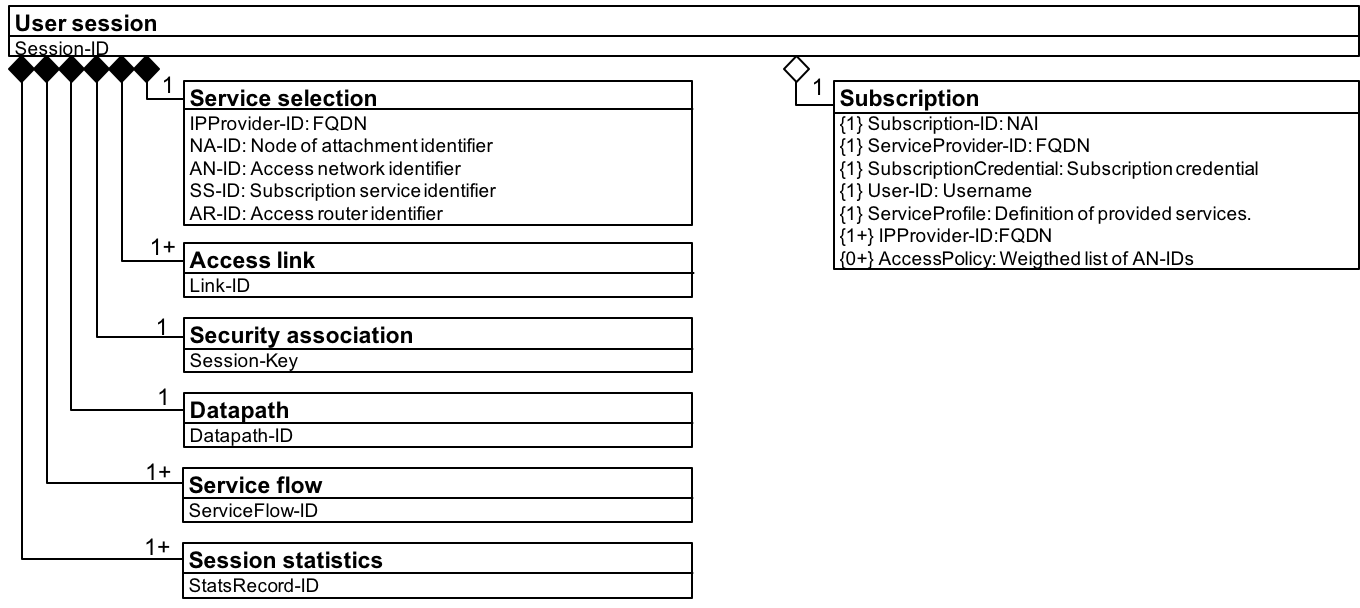 User session
Session-ID
1
Service selection
IPProvider-ID: FQDN
NA-ID: Node of attachment identifier
AN-ID: Access network identifier
SS-ID: Subscription service identifier
AR-ID: Access router identifier
1+
Access link
Link-ID
1
Security association
Session-Key
1
Datapath
Datapath-ID
1+
Service flow
ServiceFlow-ID
1+
Session statistics
StatsRecord-ID
1
Subscription
{1} Subscription-ID: NAI
{1} ServiceProvider-ID: FQDN
{1} SubscriptionCredential: Subscription credential
{1} User-ID: Username
{1} ServiceProfile: Definition of provided services.
{1+} IPProvider-ID:FQDN
{0+} AccessPolicy: Weigthed list of AN-IDs